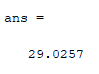 ans =
29.0257